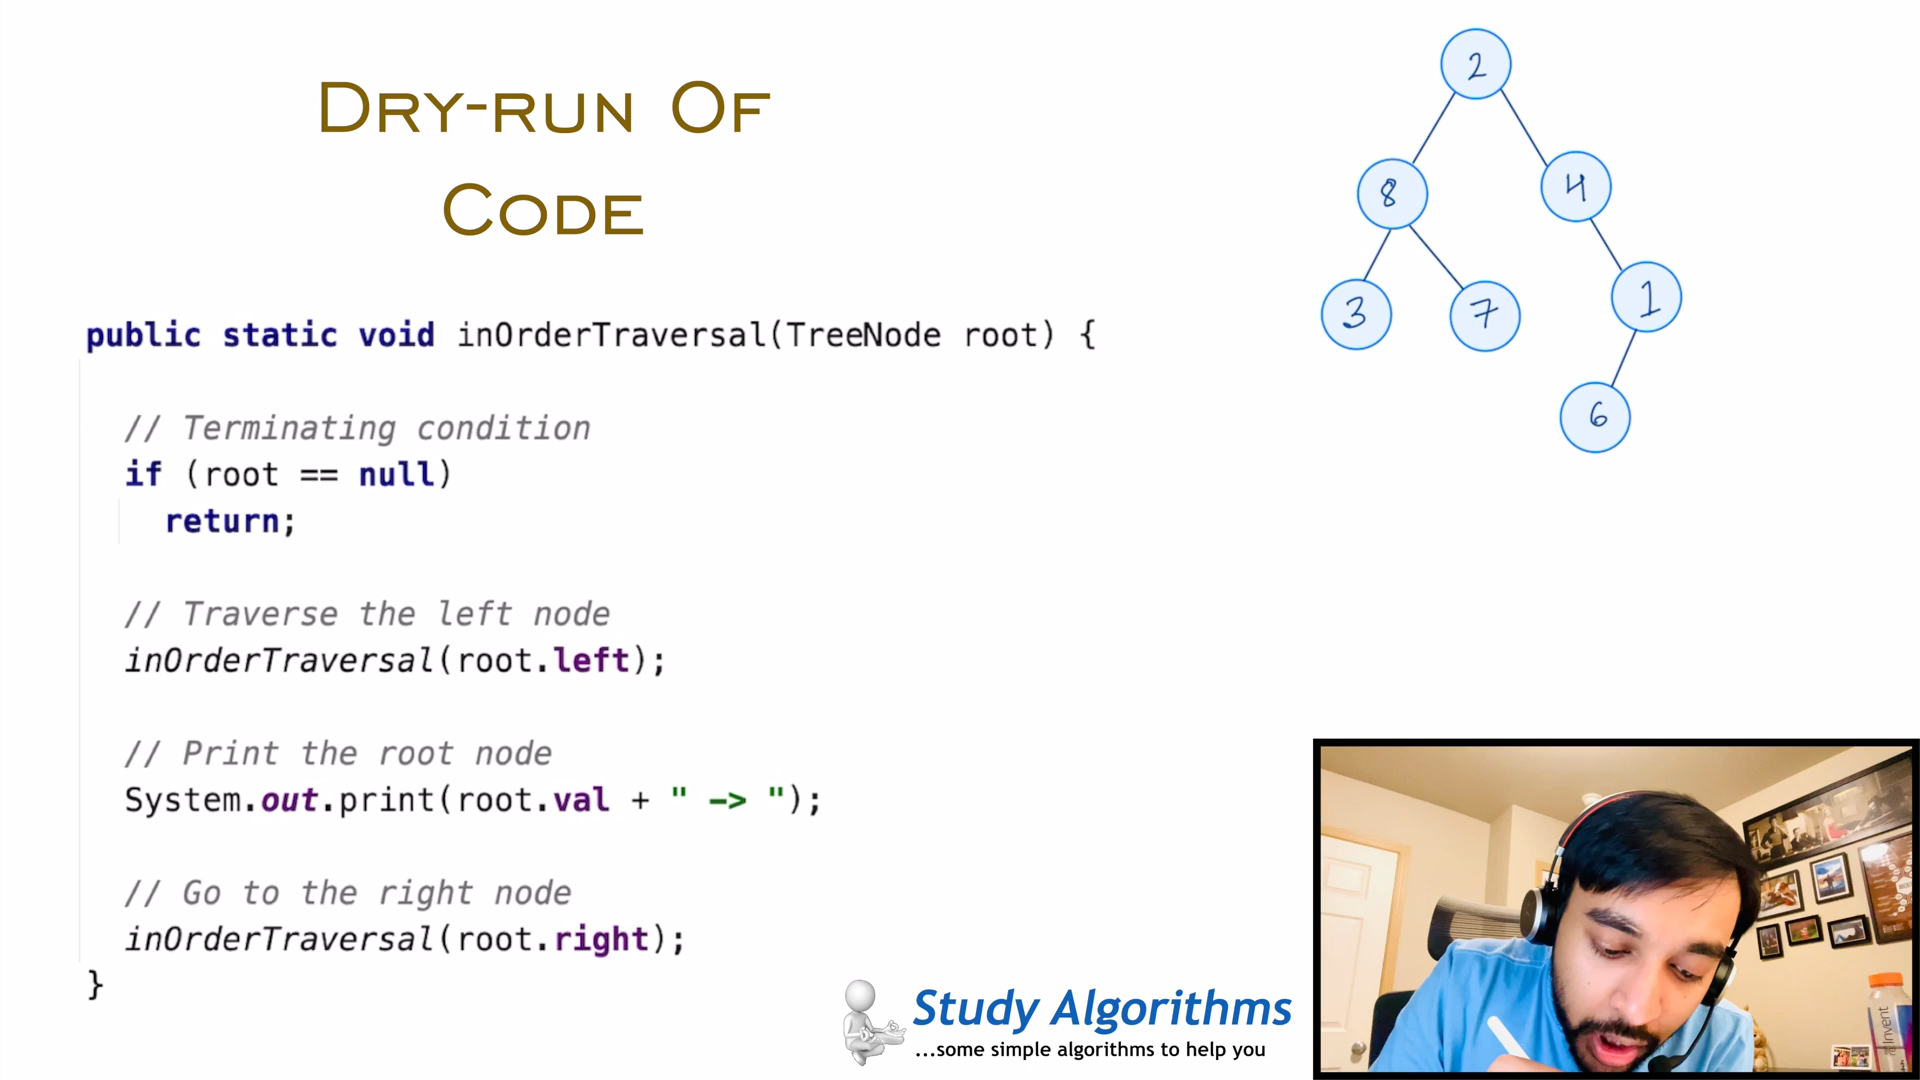 DRY-RUN OF
CODE
public static void inOrderTraversal(TreeNode root) {
// Terminating condition
if (root == null)
return;
// Traverse the left node
inOrderTraversal(root.left);
// Print the root node
System.out.print(root.val + " -> ");
// Go to the right node
inOrderTraversal(root.right);
}
2
8
4
3
7
1
6
Study Algorithms
...some simple algorithms to help you
re:Invent